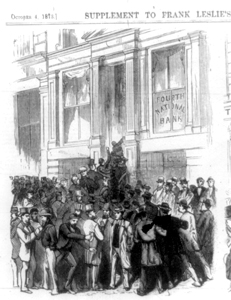 OCTOBER 4 1873.] SUPPLEMENT TO FRANK LESLIE'S
FOURTH
NATIONAL
BANK